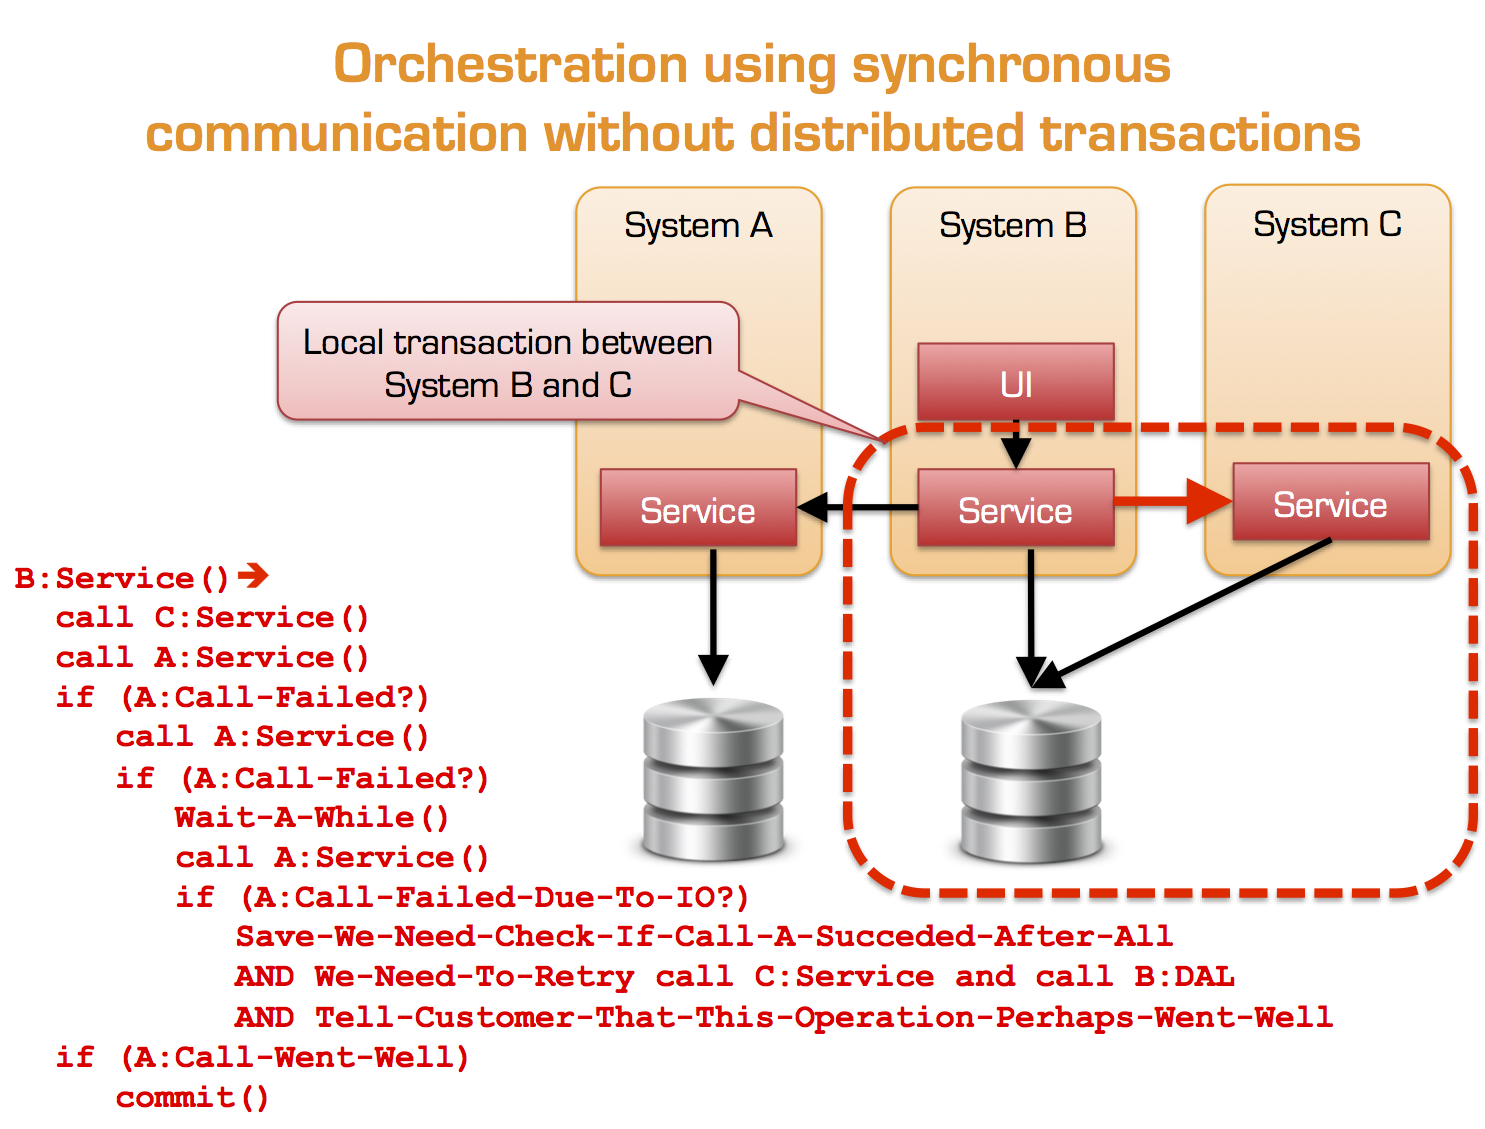 Orchestration using synchronous
communication without distributed transactions
System A
System B
System C
Local transaction between
System B and C
UI
Service
Service
Service
B:Service()➔
call C:Service()
call A:Service()
if (A:Call-Failed?)
call A:Service()
if (A:Call-Failed?)
Wait-A-While()
call A:Service()
if (A:Call-Failed-Due-To-IO?)
Save-We-Need-Check-If-Call-A-Succeded-After-All
AND We-Need-To-Retry call C:Service and call B:DAL
AND Tell-Customer-That-This-Operation-Perhaps-Went-Well
if (A:Call-Went-Well)
commit()